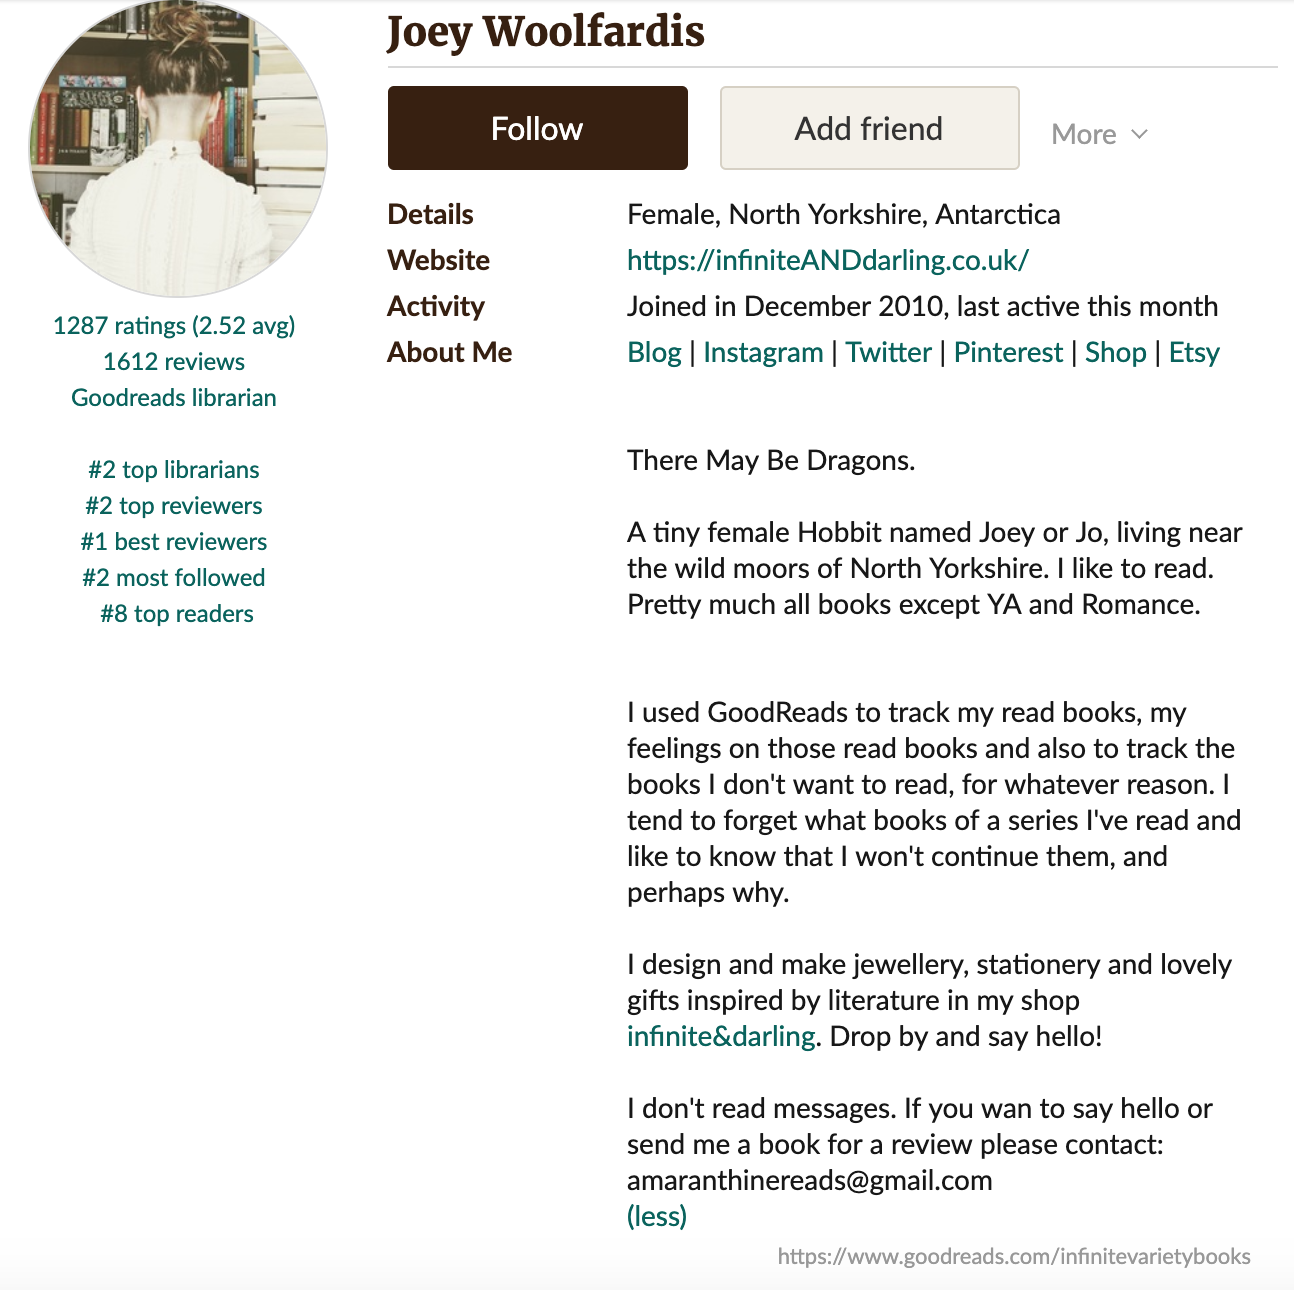 Joey Woolfardis
Follow
Add friend
More
Details
Female, North Yorkshire, Antarctica
Website
https://infiniteANDdarling.co.uk/
Activity
Joined in December 2010, last active this month
About Me
Blog | Instagram | Twitter | Pinterest | Shop | Etsy
1287 ratings (2.52 avg)
1612 reviews
Goodreads librarian
#2 top librarians
#2 top reviewers
#1 best reviewers
#2 most followed
#8 top readers
There May Be Dragons.
A tiny female Hobbit named Joey or Jo, living near
the wild moors of North Yorkshire. I like to read.
Pretty much all books except YA and Romance.
I used GoodReads to track my read books, my
feelings on those read books and also to track the
books I don't want to read, for whatever reason. I
tend to forget what books of a series I've read and
like to know that I won't continue them, and
perhaps why.
I design and make jewellery, stationery and lovely
gifts inspired by literature in my shop
infinite&darling. Drop by and say hello!
I don't read messages. If you wan to say hello or
send me a book for a review please contact:
amaranthinereads@gmail.com
(less)
https://www.goodreads.com/infinitevarietybooks